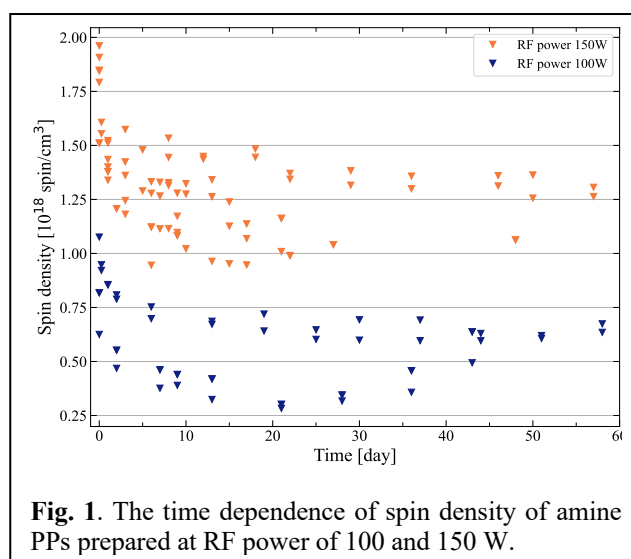 2.00
1.75
1.50
1.25
1.00
0.75
0.50
0.25
Spin density [10¹⁸ spin/cm³]
RF power 150W
RF power 100W
0 10 20 30 40 50 60
Time [day]
Fig. 1. The time dependence of spin density of amine
PPs prepared at RF power of 100 and 150 W.